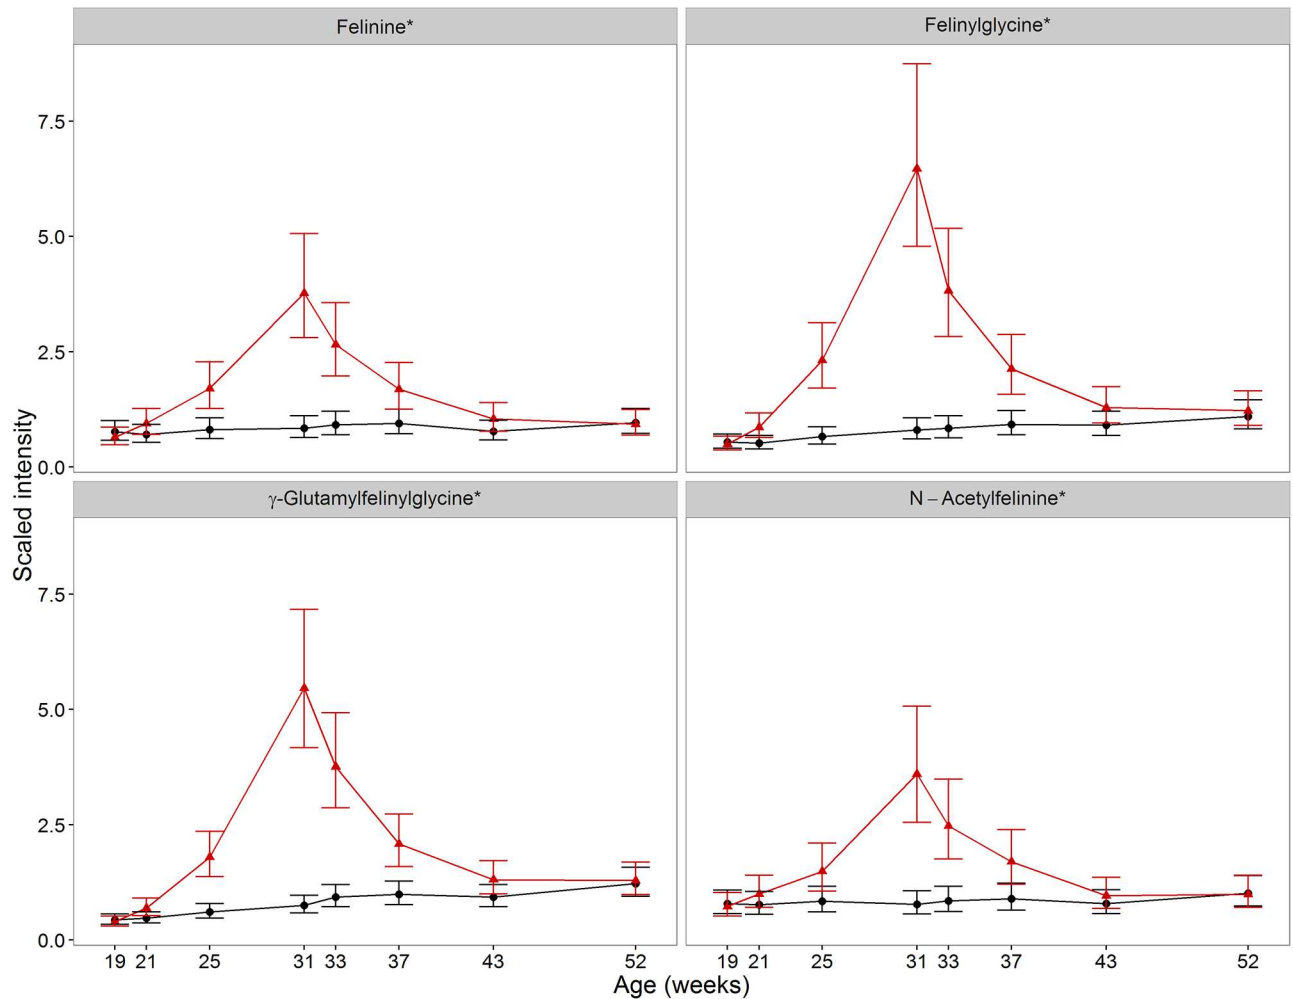 Felinine*
Felinylglycine*
7.5
5.0
2.5
0.0
γ-Glutamylfelinylglycine*
N – Acetylfelinine*
Scaled intensity
7.5
5.0
2.5
0.0
19 21 25 31 33 37 43 52
19 21 25 31 33 37 43 52
Age (weeks)